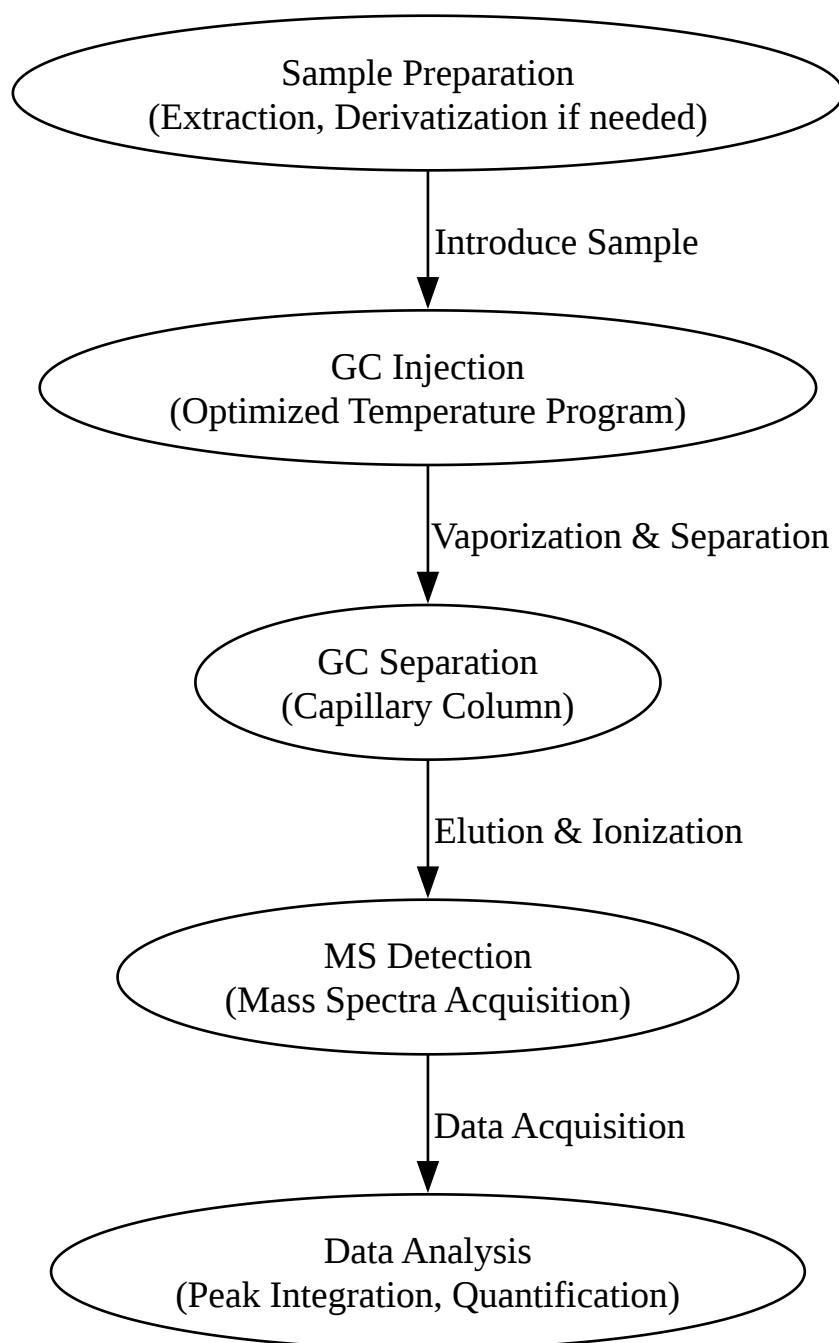 Sample Preparation
(Extraction, Derivatization if needed)
Introduce Sample
GC Injection
(Optimized Temperature Program)
Vaporization & Separation
GC Separation
(Capillary Column)
Elution & Ionization
MS Detection
(Mass Spectra Acquisition)
Data Acquisition
Data Analysis
(Peak Integration, Quantification)